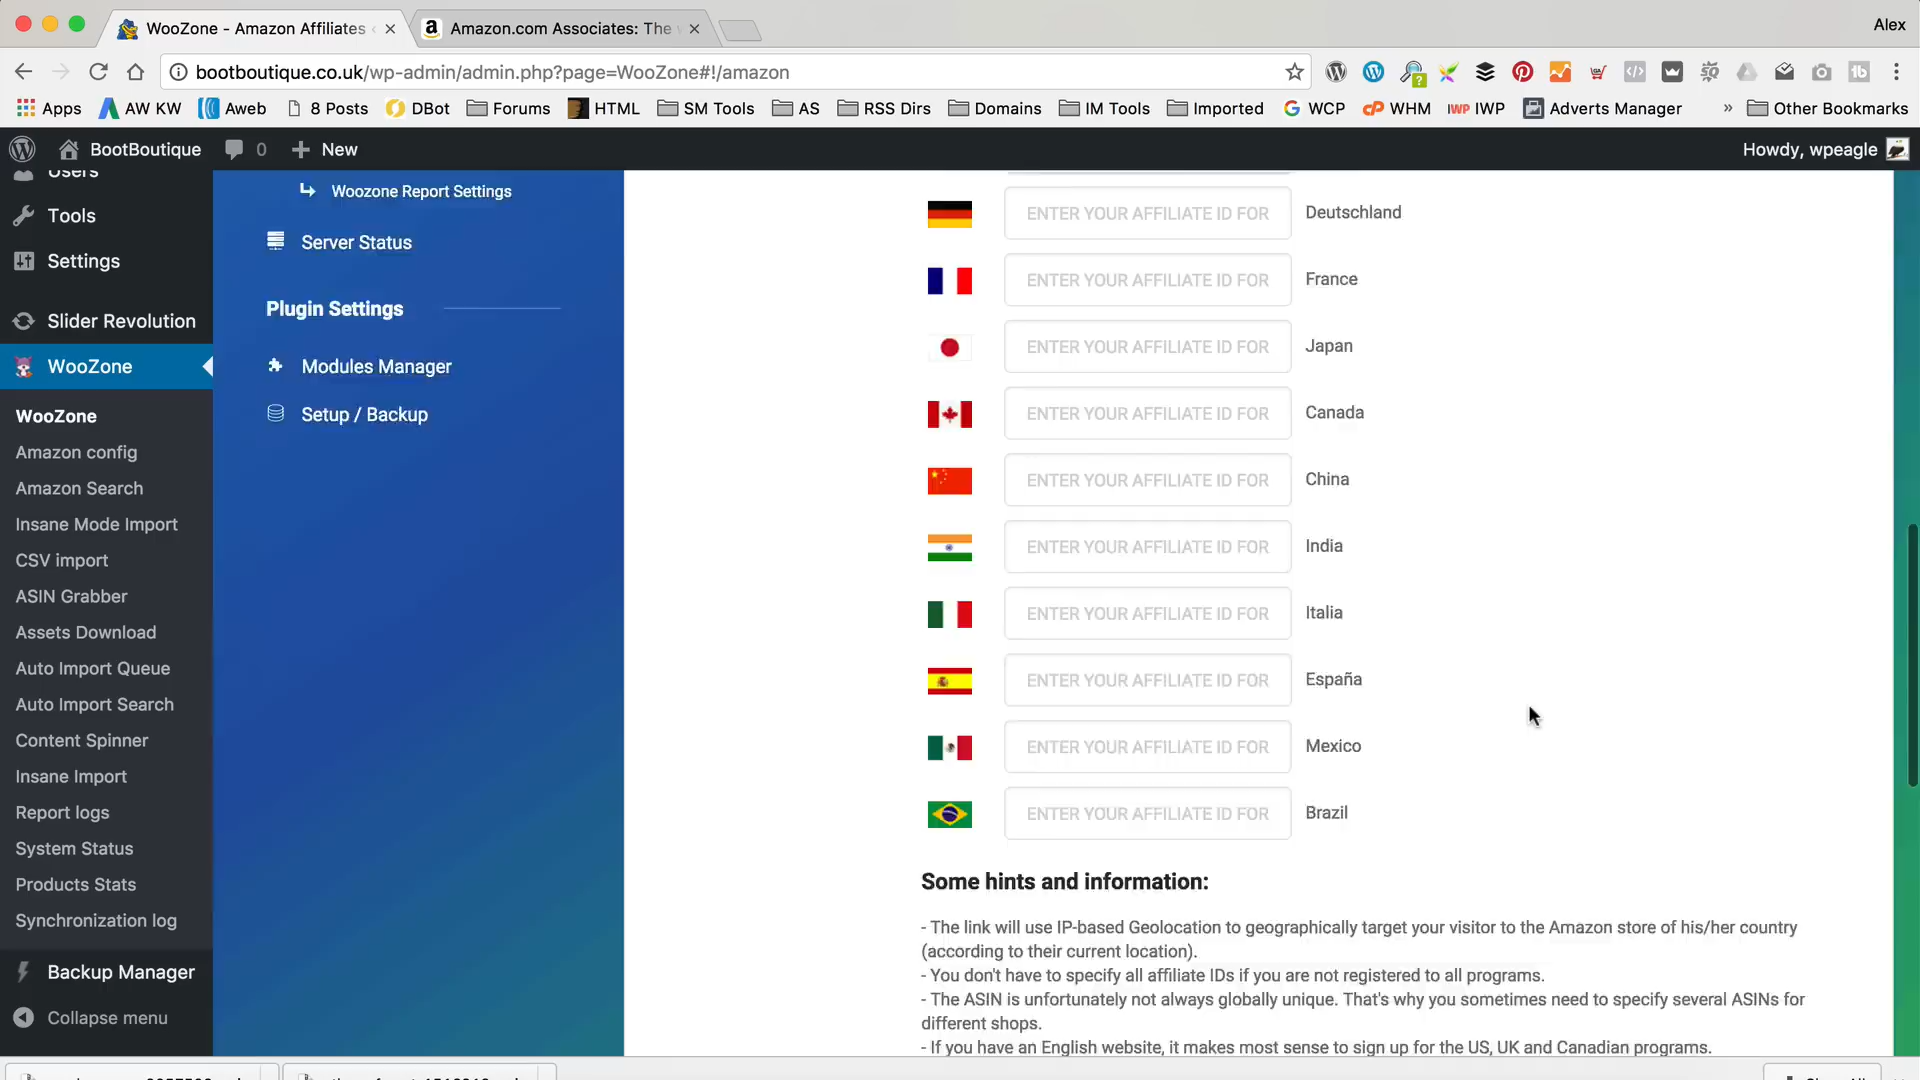 WooZone - Amazon Affiliates
Amazon.com Associates: The
Alex
bootboutique.co.uk/wp-admin/admin.php?page=WooZone#!/amazon
Apps
AW KW
Aweb
8 Posts
DBot
Forums
HTML
SM Tools
AS
RSS Dirs
Domains
IM Tools
Imported
WCP
WHM
IWP
Adverts Manager
»
Other Bookmarks
BootBoutique
0
New
Howdy, wpeagle
Users
Tools
Settings
Slider Revolution
WooZone
WooZone
Amazon config
Amazon Search
Insane Mode Import
CSV import
ASIN Grabber
Assets Download
Auto Import Queue
Auto Import Search
Content Spinner
Insane Import
Report logs
System Status
Products Stats
Synchronization log
Backup Manager
Collapse menu
Woozone Report Settings
Server Status
Plugin Settings
Modules Manager
Setup / Backup
ENTER YOUR AFFILIATE ID FOR Deutschland
ENTER YOUR AFFILIATE ID FOR France
ENTER YOUR AFFILIATE ID FOR Japan
ENTER YOUR AFFILIATE ID FOR Canada
ENTER YOUR AFFILIATE ID FOR China
ENTER YOUR AFFILIATE ID FOR India
ENTER YOUR AFFILIATE ID FOR Italia
ENTER YOUR AFFILIATE ID FOR España
ENTER YOUR AFFILIATE ID FOR Mexico
ENTER YOUR AFFILIATE ID FOR Brazil
Some hints and information:
- The link will use IP-based Geolocation to geographically target your visitor to the Amazon store of his/her country
(according to their current location).
- You don't have to specify all affiliate IDs if you are not registered to all programs.
- The ASIN is unfortunately not always globally unique. That's why you sometimes need to specify several ASINs for
different shops.
- If you have an English website, it makes most sense to sign up for the US, UK and Canadian programs.